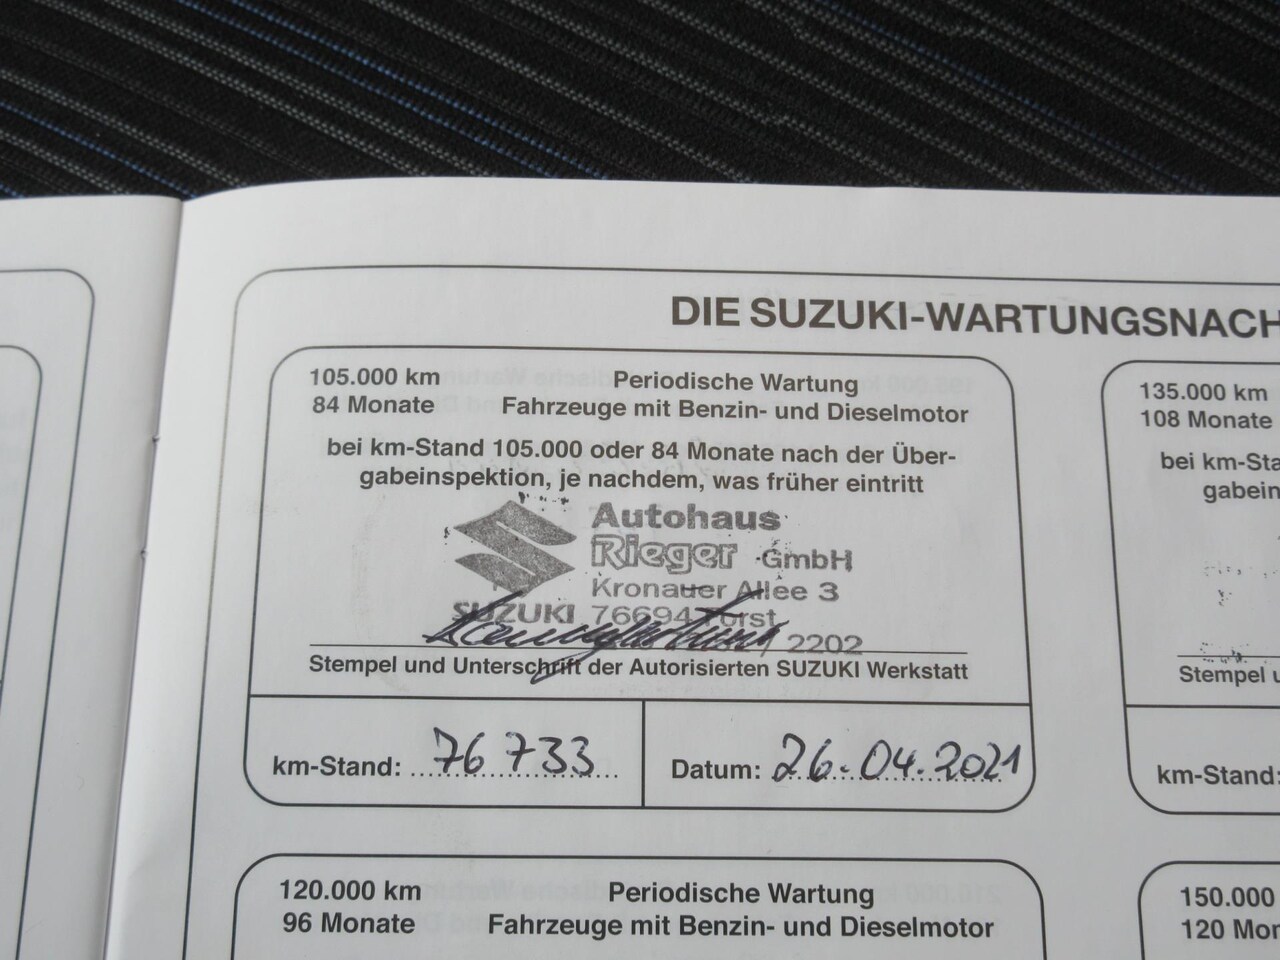 DIE SUZUKI-WARTUNGSNACH
105.000 km Periodische Wartung
84 Monate Fahrzeuge mit Benzin- und Dieselmotor
bei km-Stand 105.000 oder 84 Monate nach der Über-
gabeinspektion, je nachdem, was früher eintritt
Autohaus
Rieger GmbH
Kronauer Allee 3
SUZUKI 76694 Forst
2202
Stempel und Unterschrift der Autorisierten SUZUKI Werkstatt
km-Stand: 76 733 Datum: 26.04.2021
135.000 km
108 Monate
bei km-Sta
gabein
Stempel u
km-Stand:
120.000 km Periodische Wartung
96 Monate Fahrzeuge mit Benzin- und Dieselmotor
150.000
120 Mon